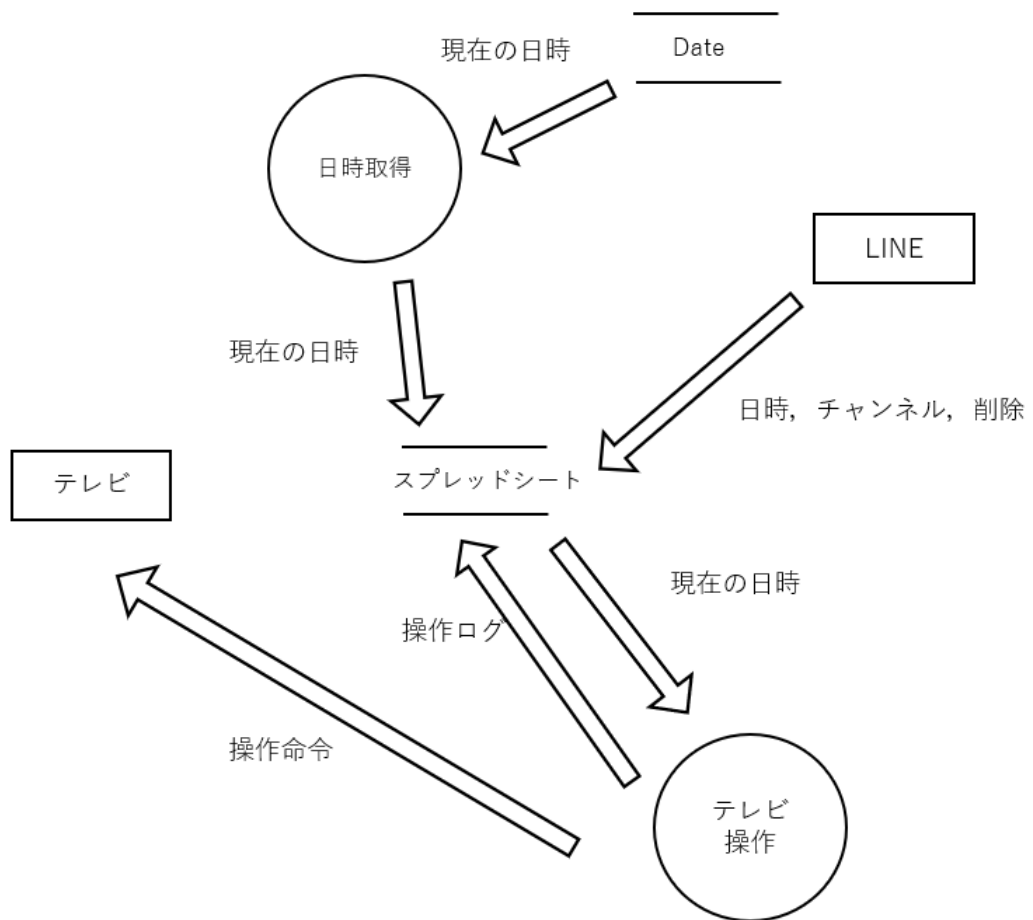 Date
現在の日時
日時取得
LINE
現在の日時
日時，チャンネル，削除
テレビ
スプレッドシート
現在の日時
操作ログ
操作命令
テレビ
操作